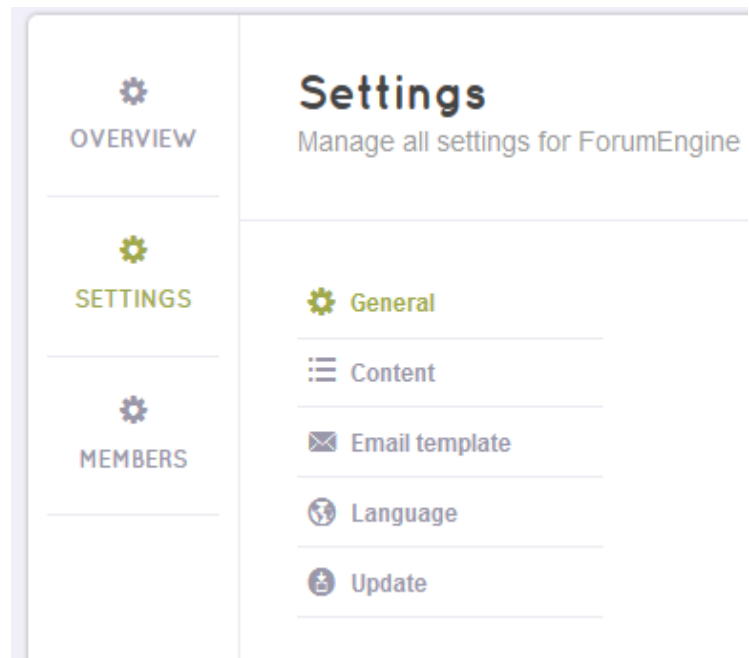 OVERVIEW
SETTINGS
MEMBERS
Settings
Manage all settings for ForumEngine
General
Content
Email template
Language
Update